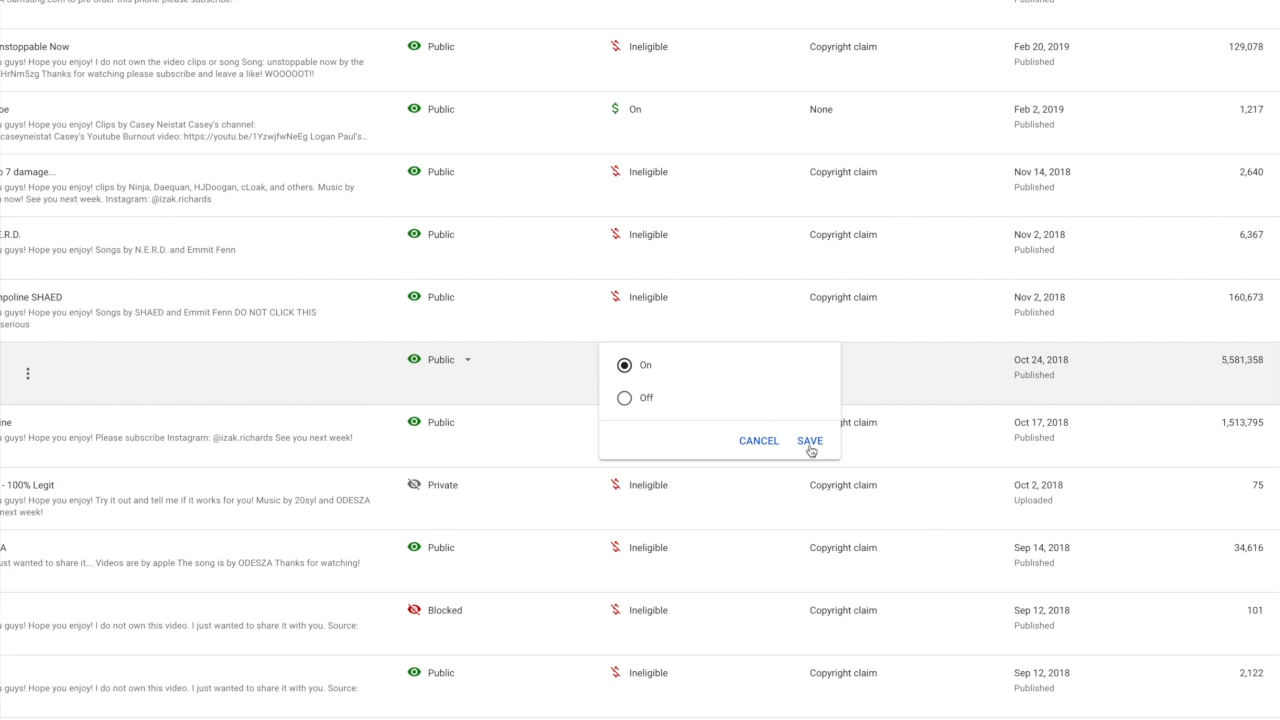 Samsung.com to pre order this phone please subscribe!
Published
nstoppable Now
Public
Ineligible
Copyright claim
Feb 20, 2019
129,078
guys! Hope you enjoy! I do not own the video clips or song Song: unstoppable now by the
Published
HrNm5zg Thanks for watching please subscribe and leave a like! WOOOOOT!!
be
Public
On
None
Feb 2, 2019
1,217
guys! Hope you enjoy! Clips by Casey Neistat Casey's channel:
Published
caseyneistat Casey's Youtube Burnout video: https://youtu.be/1YzwjfwNeEg Logan Paul's...
o 7 damage...
Public
Ineligible
Copyright claim
Nov 14, 2018
2,640
guys! Hope you enjoy! clips by Ninja, Daequan, HJDoogan, cLoak, and others. Music by
Published
now! See you next week. Instagram: @izak.richards
E.R.D.
Public
Ineligible
Copyright claim
Nov 2, 2018
6,367
guys! Hope you enjoy! Songs by N.E.R.D. and Emmit Fenn
Published
mpoline SHAED
Public
Ineligible
Copyright claim
Nov 2, 2018
160,673
guys! Hope you enjoy! Songs by SHAED and Emmit Fenn DO NOT CLICK THIS
Published
serious
Public
On
Oct 24, 2018
5,581,358
Published
Off
ine
Public
ht claim
Oct 17, 2018
1,513,795
guys! Hope you enjoy! Please subscribe Instagram: @izak.richards See you next week!
CANCEL
SAVE
Published
- 100% Legit
Private
Ineligible
Copyright claim
Oct 2, 2018
75
guys! Hope you enjoy! Try it out and tell me if it works for you! Music by 20syl and ODESZA
Uploaded
next week!
A
Public
Ineligible
Copyright claim
Sep 14, 2018
34,616
ust wanted to share it... Videos are by apple The song is by ODESZA Thanks for watching!
Published
Blocked
Ineligible
Copyright claim
Sep 12, 2018
101
guys! Hope you enjoy! I do not own this video. I just wanted to share it with you. Source:
Published
Public
Ineligible
Copyright claim
Sep 12, 2018
2,122
guys! Hope you enjoy! I do not own this video. I just wanted to share it with you. Source:
Published